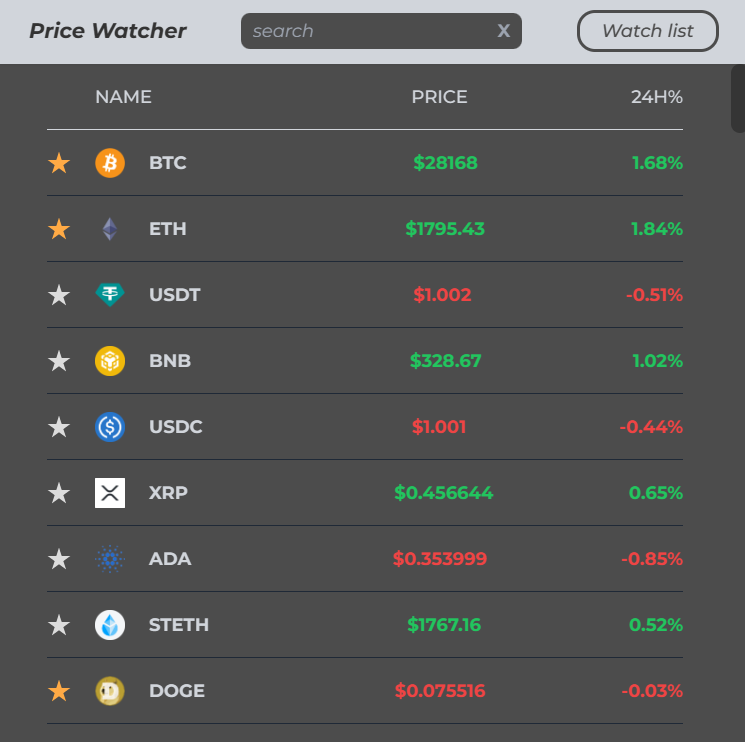 Price Watcher search X Watch list
NAME PRICE 24H%
BTC $28168 1.68%
ETH $1795.43 1.84%
USDT $1.002 -0.51%
BNB $328.67 1.02%
USDC $1.001 -0.44%
XRP $0.456644 0.65%
ADA $0.353999 -0.85%
STETH $1767.16 0.52%
DOGE $0.075516 -0.03%